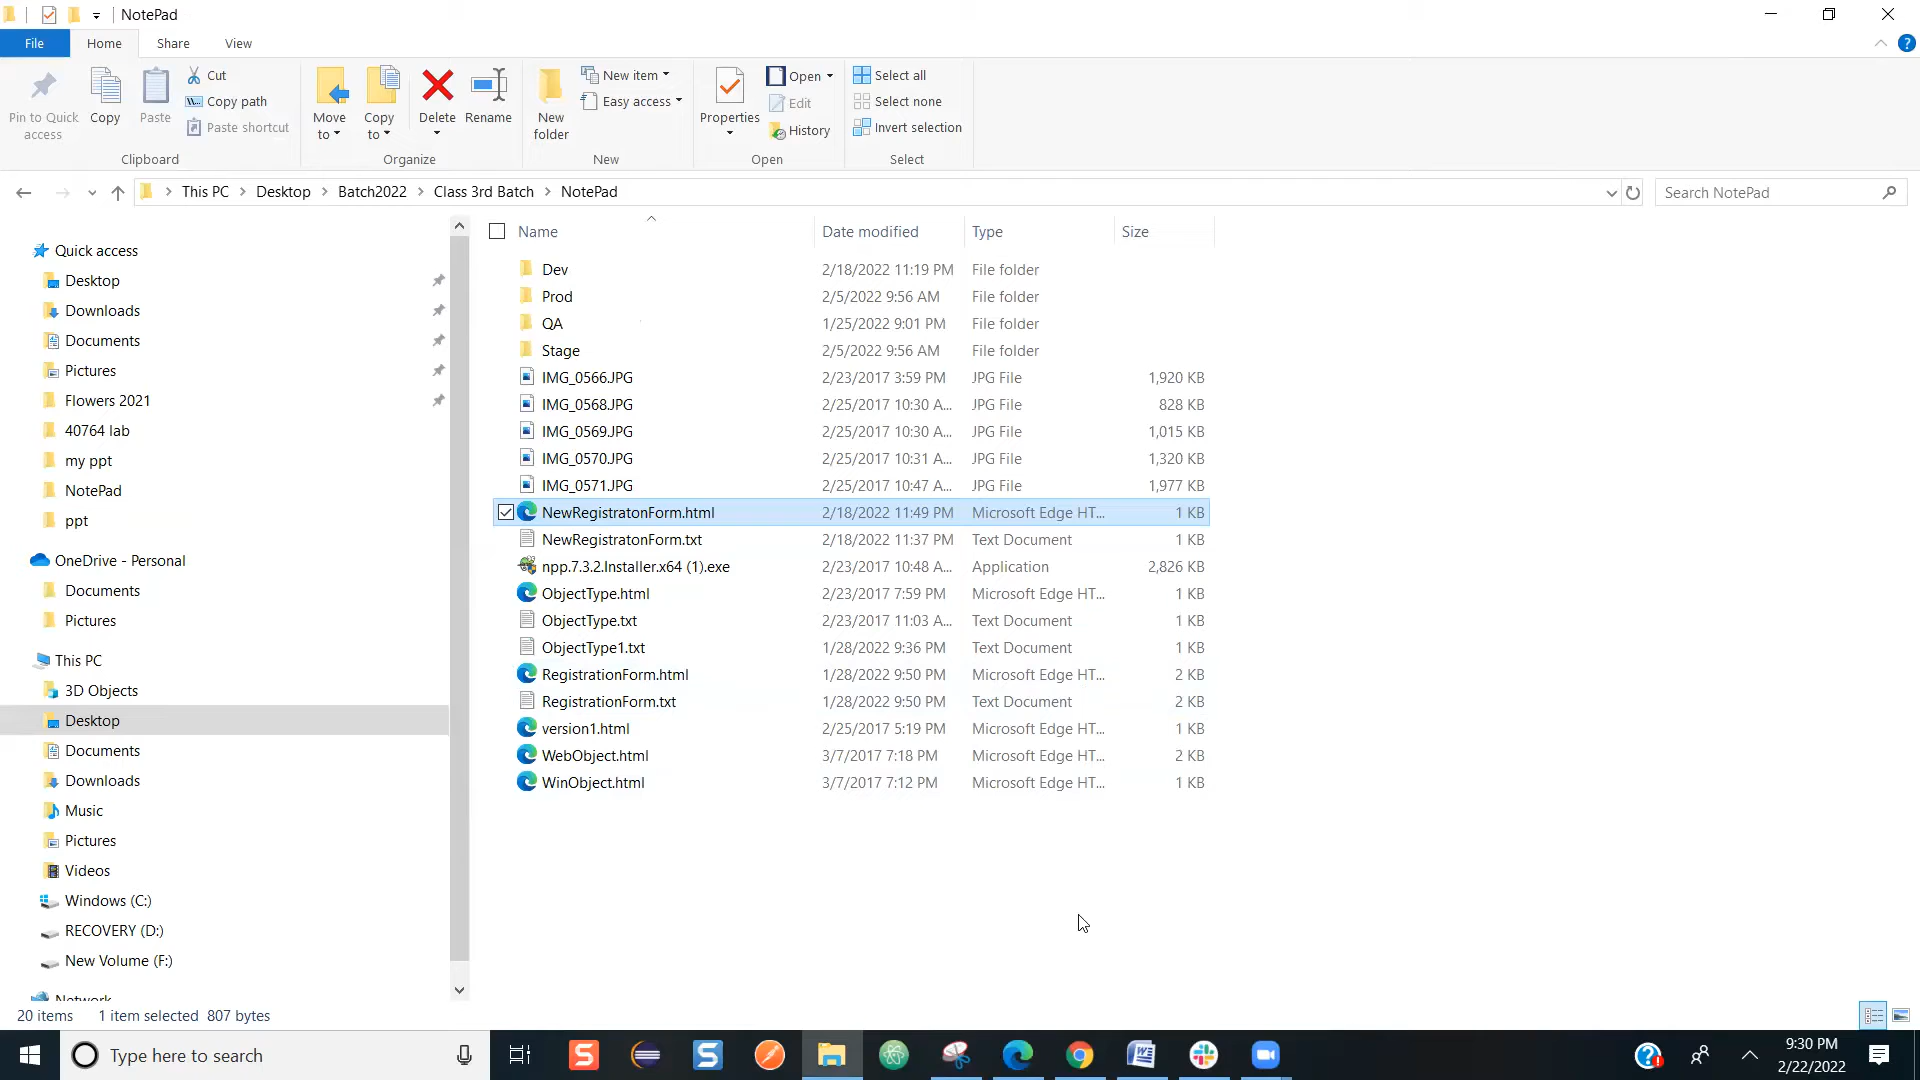 NotePad
File Home Share View
Pin to Quick access
Copy
Paste
Cut
Copy path
Paste shortcut
Clipboard
Move to
Copy to
Delete
Rename
Organize
New folder
New item
Easy access
New
Properties
Open
Edit
History
Open
Select all
Select none
Invert selection
Select
This PC > Desktop > Batch2022 > Class 3rd Batch > NotePad
Search NotePad
Quick access
Desktop
Downloads
Documents
Pictures
Flowers 2021
40764 lab
my ppt
NotePad
ppt
OneDrive - Personal
Documents
Pictures
This PC
3D Objects
Desktop
Documents
Downloads
Music
Pictures
Videos
Windows (C:)
RECOVERY (D:)
New Volume (F:)
Network
Name Date modified Type Size
Dev 2/18/2022 11:19 PM File folder
Prod 2/5/2022 9:56 AM File folder
QA 1/25/2022 9:01 PM File folder
Stage 2/5/2022 9:56 AM File folder
IMG_0566.JPG 2/23/2017 3:59 PM JPG File 1,920 KB
IMG_0568.JPG 2/25/2017 10:30 A... JPG File 828 KB
IMG_0569.JPG 2/25/2017 10:30 A... JPG File 1,015 KB
IMG_0570.JPG 2/25/2017 10:31 A... JPG File 1,320 KB
IMG_0571.JPG 2/25/2017 10:47 A... JPG File 1,977 KB
NewRegistratonForm.html 2/18/2022 11:49 PM Microsoft Edge HT... 1 KB
NewRegistratonForm.txt 2/18/2022 11:37 PM Text Document 1 KB
npp.7.3.2.Installer.x64 (1).exe 2/23/2017 10:48 A... Application 2,826 KB
ObjectType.html 2/23/2017 7:59 PM Microsoft Edge HT... 1 KB
ObjectType.txt 2/23/2017 11:03 A... Text Document 1 KB
ObjectType1.txt 1/28/2022 9:36 PM Text Document 1 KB
RegistrationForm.html 1/28/2022 9:50 PM Microsoft Edge HT... 2 KB
RegistrationForm.txt 1/28/2022 9:50 PM Text Document 2 KB
version1.html 2/25/2017 5:19 PM Microsoft Edge HT... 1 KB
WebObject.html 3/7/2017 7:18 PM Microsoft Edge HT... 2 KB
WinObject.html 3/7/2017 7:12 PM Microsoft Edge HT... 1 KB
20 items 1 item selected 807 bytes
Type here to search
9:30 PM
2/22/2022